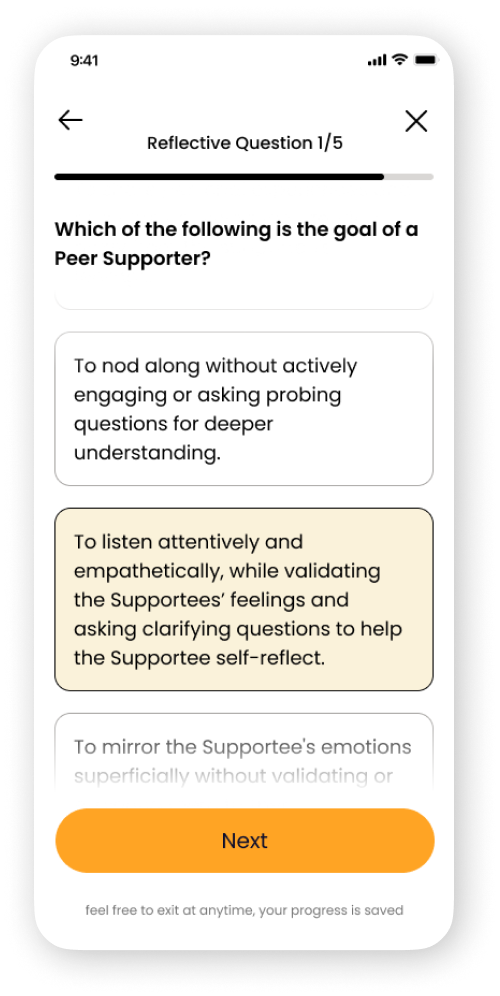 9:41
Reflective Question 1/5
Which of the following is the goal of a
Peer Supporter?
To nod along without actively
engaging or asking probing
questions for deeper
understanding.
To listen attentively and
empathetically, while validating
the Supportees’ feelings and
asking clarifying questions to help
the Supportee self-reflect.
To mirror the Supportee's emotions
superficially without validating or
Next
feel free to exit at anytime, your progress is saved